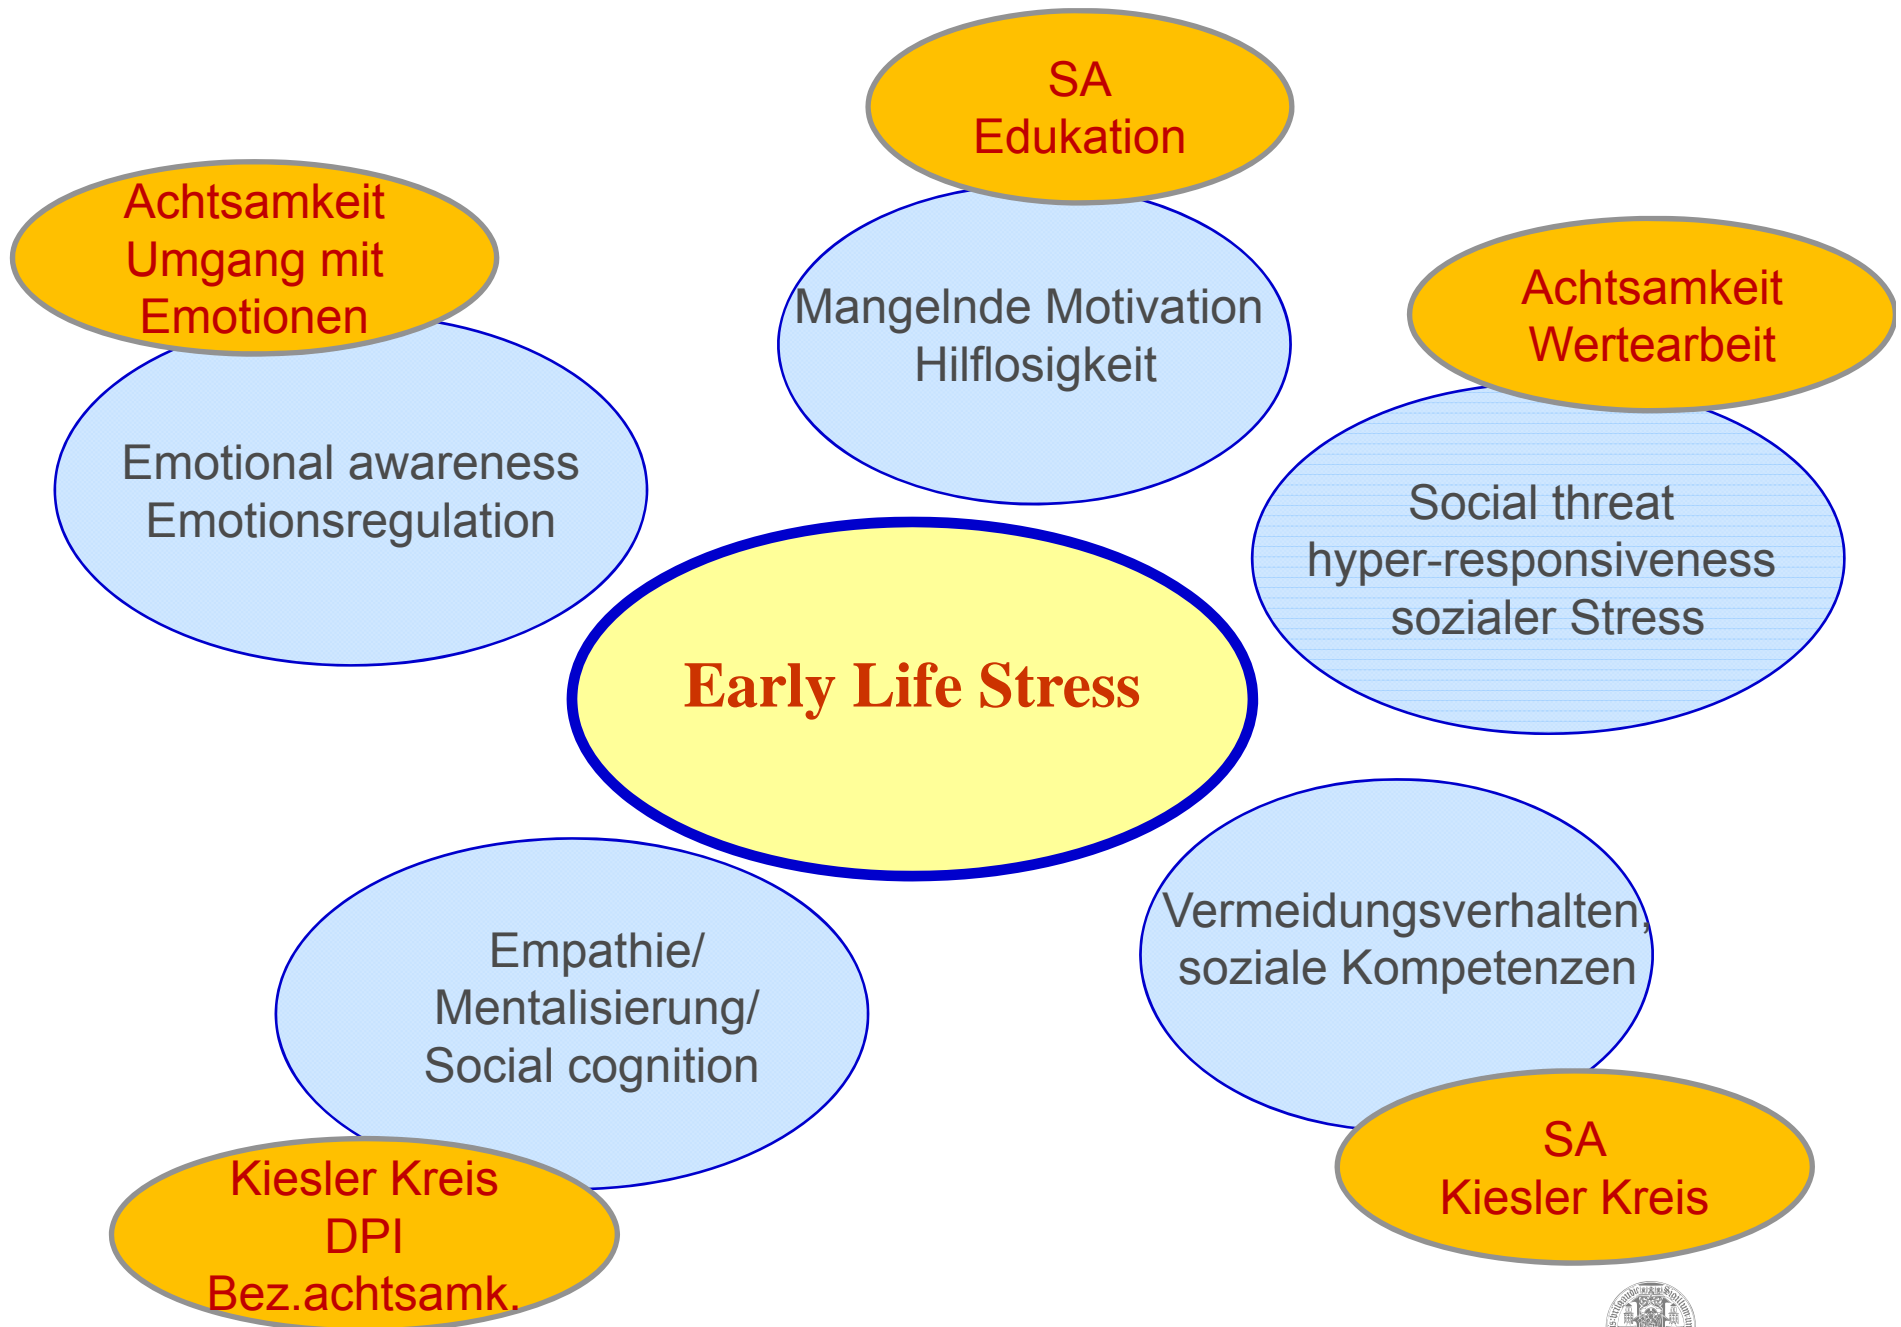 SA
Edukation
Achtsamkeit
Umgang mit
Emotionen
Mangelnde Motivation
Hilflosigkeit
Achtsamkeit
Wertearbeit
Emotional awareness
Emotionsregulation
Social threat
hyper-responsiveness
sozialer Stress
Early Life Stress
Empathie/
Mentalisierung/
Social cognition
Vermeidungsverhalten,
soziale Kompetenzen
Kiesler Kreis
DPI
Bez.achtsamk.
SA
Kiesler Kreis